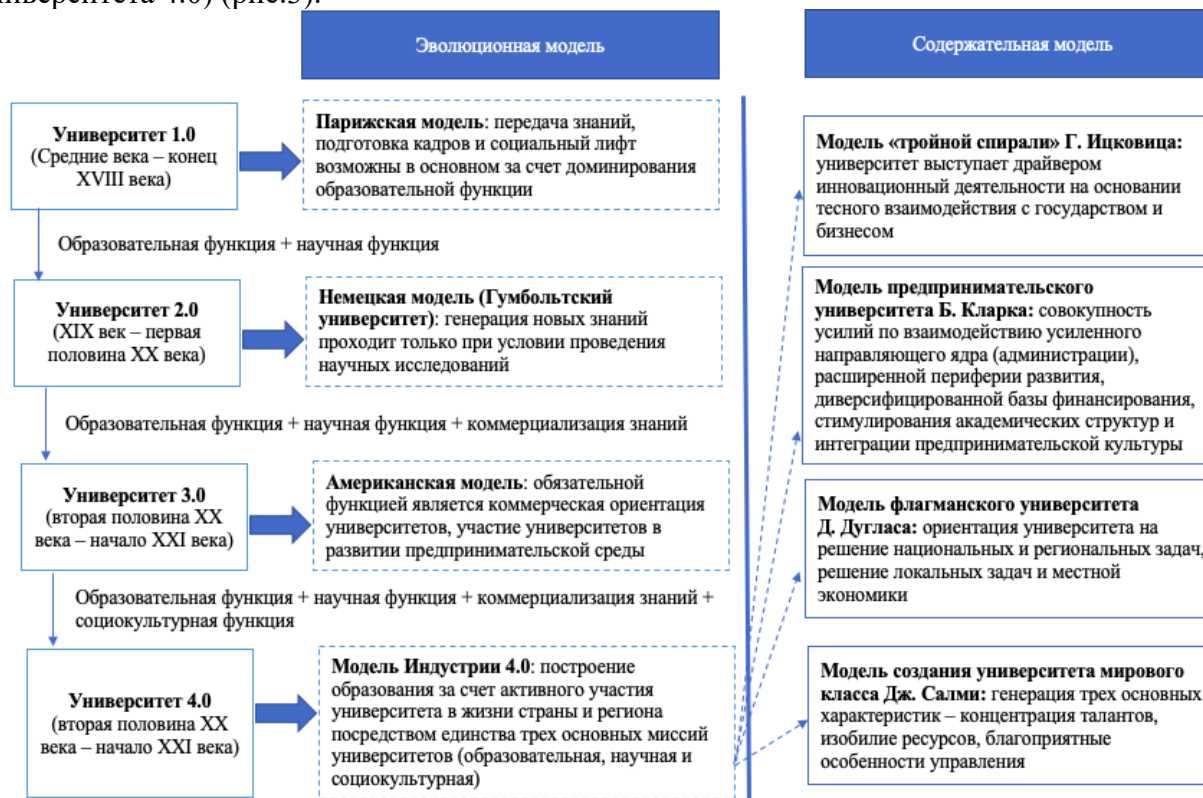 4.0) (рис.3).
Эволюционная модель
Содержательная модель
Университет 1.0
(Средние века – конец
XVIII века)
Парижская модель: передача знаний,
подготовка кадров и социальный лифт
возможны в основном за счет доминирования
образовательной функции
Образовательная функция + научная функция
Университет 2.0
(XIX век – первая
половина XX века)
Немецкая модель (Гумбольтский
университет): генерация новых знаний
проходит только при условии проведения
научных исследований
Образовательная функция + научная функция + коммерциализация знаний
Университет 3.0
(вторая половина XX
века – начало XXI века)
Американская модель: обязательной
функцией является коммерческая ориентация
университетов, участие университетов в
развитии предпринимательской среды
Образовательная функция + научная функция + коммерциализация знаний +
социокультурная функция
Университет 4.0
(вторая половина XX
века – начало XXI века)
Модель Индустрии 4.0: построение
образования за счет активного участия
университета в жизни страны и региона
посредством единства трех основных миссий
университетов (образовательная, научная и
социокультурная)
Модель «тройной спирали» Г. Ицковица:
университет выступает драйвером
инновационный деятельности на основании
тесного взаимодействия с государством и
бизнесом
Модель предпринимательского
университета Б. Кларка: совокупность
усилий по взаимодействию усиленного
направляющего ядра (администрации),
расширенной периферии развития,
диверсифицированной базы финансирования,
стимулирования академических структур и
интеграции предпринимательской культуры
Модель флагманского университета
Д. Дугласа: ориентация университета на
решение национальных и региональных задач,
решение локальных задач и местной
экономики
Модель создания университета мирового
класса Дж. Салми: генерация трех основных
характеристик – концентрация талантов,
изобилие ресурсов, благоприятные
особенности управления